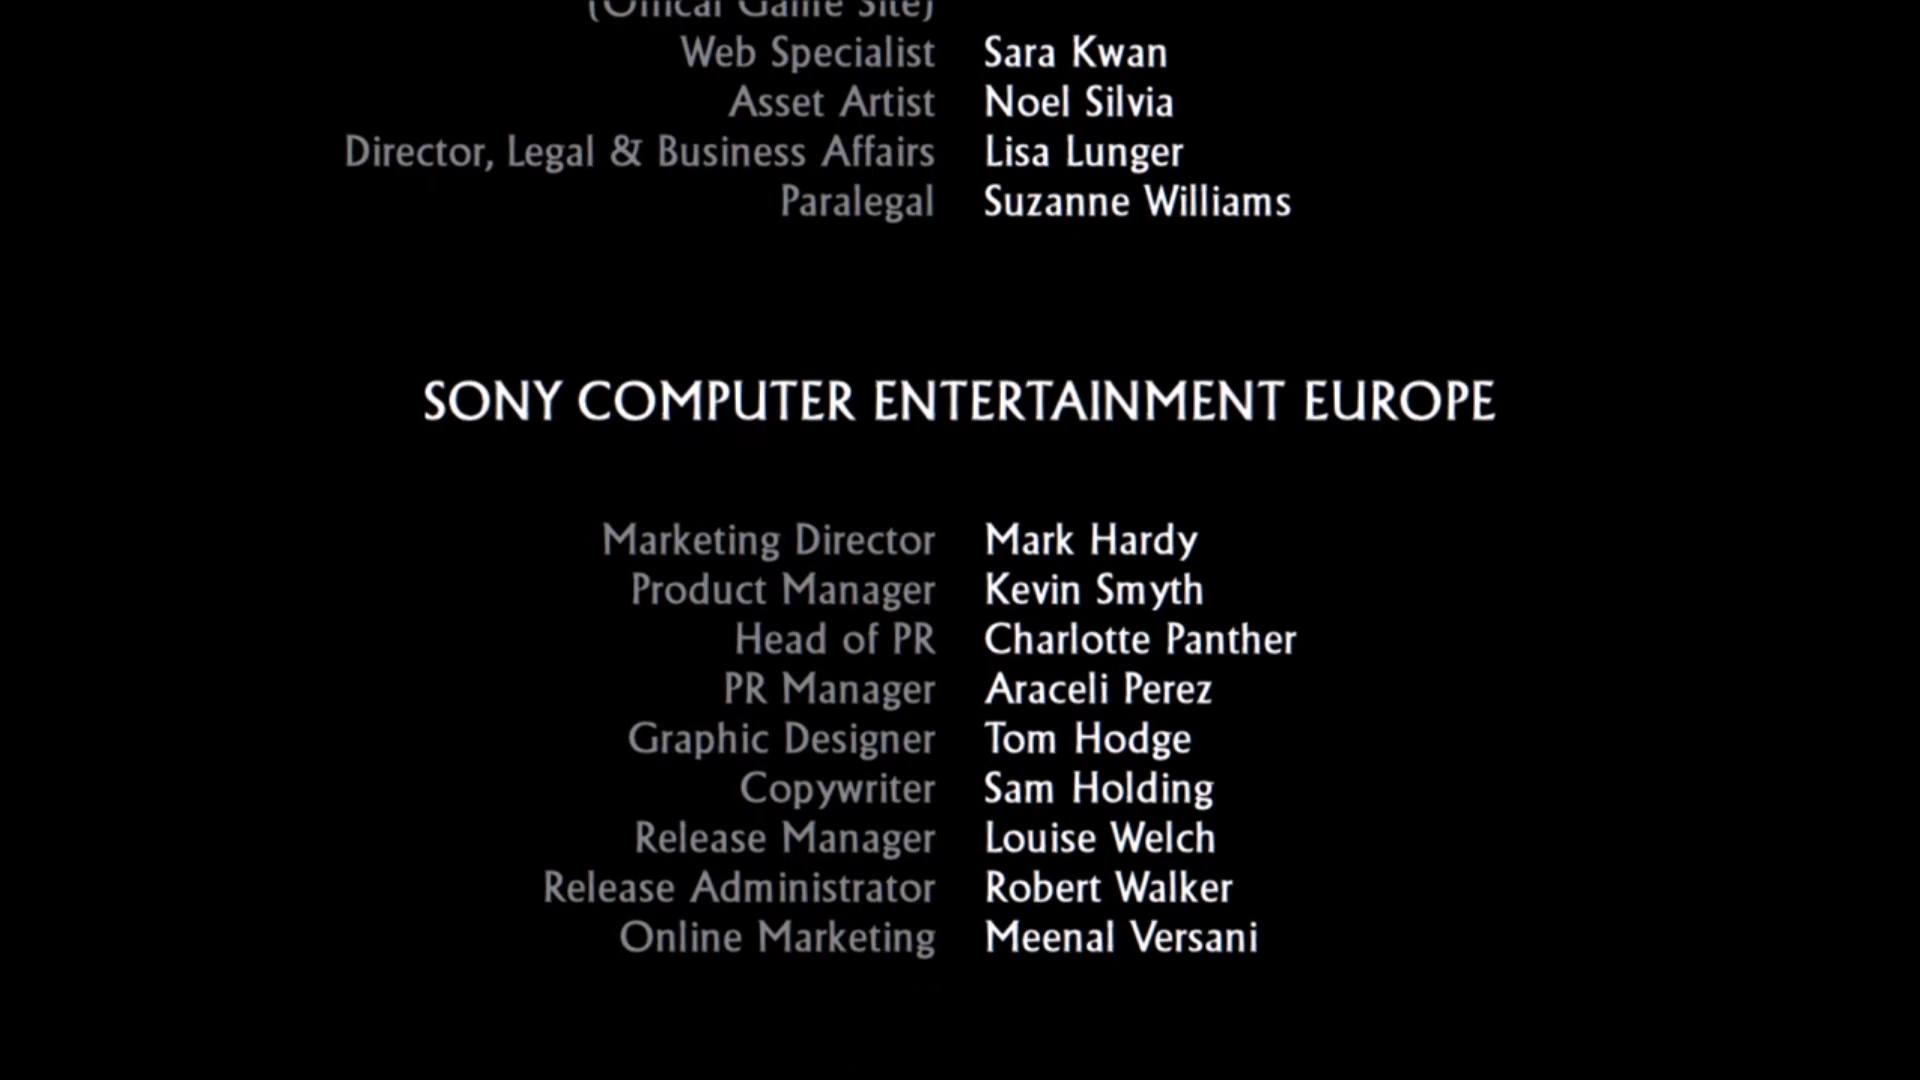 (Offical Game Site)
Web Specialist Sara Kwan
Asset Artist Noel Silvia
Director, Legal & Business Affairs Lisa Lunger
Paralegal Suzanne Williams
SONY COMPUTER ENTERTAINMENT EUROPE
Marketing Director Mark Hardy
Product Manager Kevin Smyth
Head of PR Charlotte Panther
PR Manager Araceli Perez
Graphic Designer Tom Hodge
Copywriter Sam Holding
Release Manager Louise Welch
Release Administrator Robert Walker
Online Marketing Meenal Versani